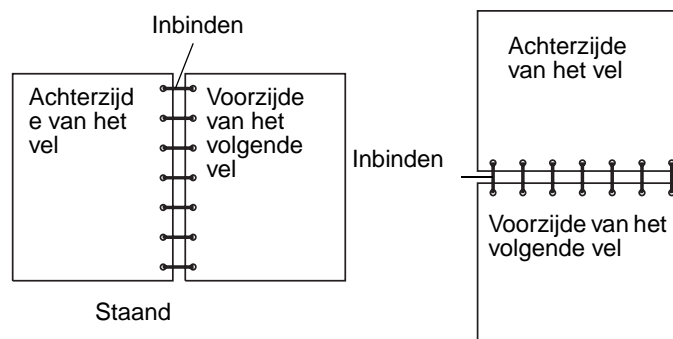 Inbinden
Achterzijd
e van het
vel
Voorzijde
van het
volgende
vel
Staand
Achterzijde
van het vel
Inbinden
Voorzijde van het
volgende vel